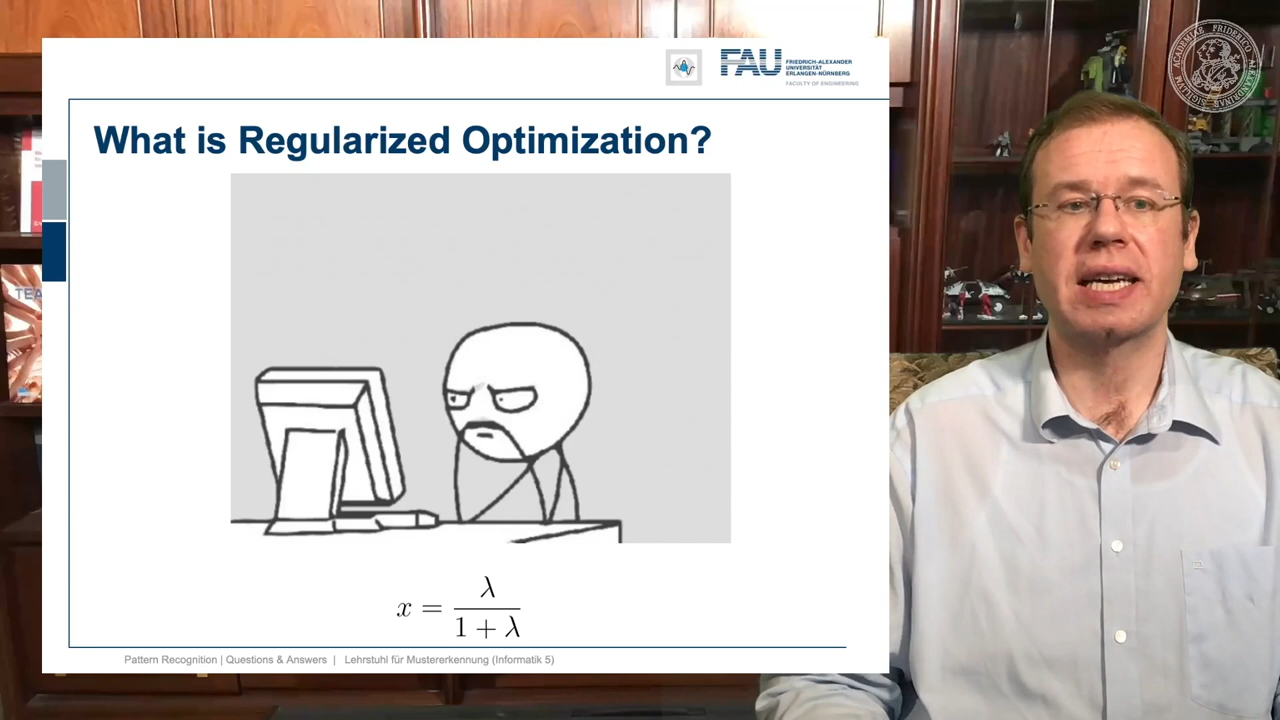 FAU
FRIEDRICH-ALEXANDER
UNIVERSITÄT
ERLANGEN-NÜRNBERG
FACULTY OF ENGINEERING
What is Regularized Optimization?
x = λ / (1 + λ)
Pattern Recognition | Questions & Answers | Lehrstuhl für Mustererkennung (Informatik 5)
TEA